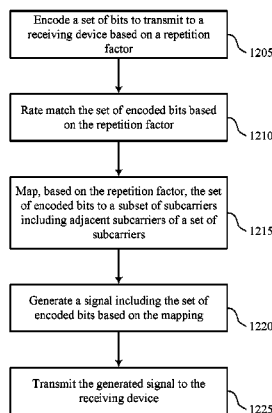 Encode a set of bits to transmit to a
receiving device based on a repetition
factor
1205
Rate match the set of encoded bits based
on the repetition factor
1210
Map, based on the repetition factor, the set
of encoded bits to a subset of subcarriers
including adjacent subcarriers of a set of
subcarriers
1215
Generate a signal including the set of
encoded bits based on the mapping
1220
Transmit the generated signal to the
receiving device
1225